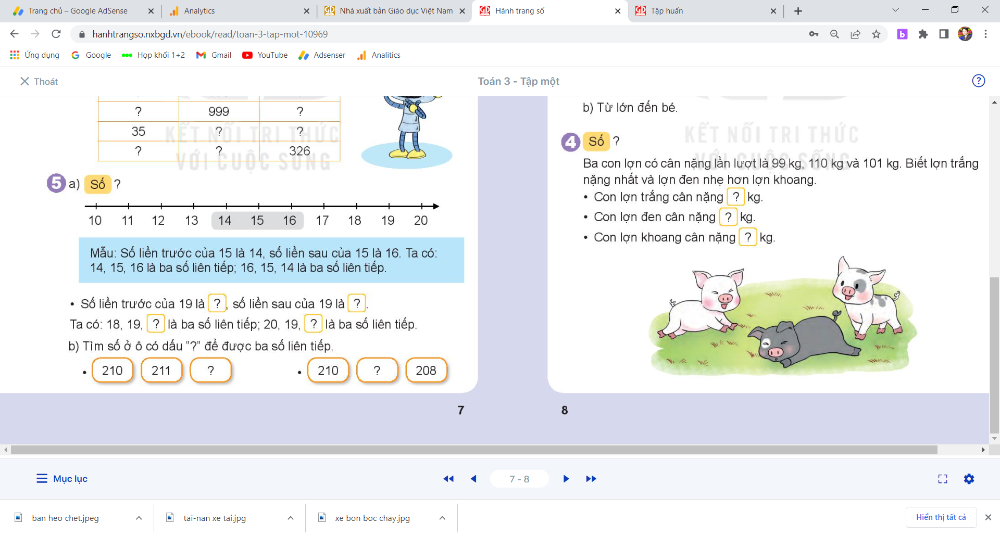 Trang chủ – Google AdSense
Analytics
Nhà xuất bản Giáo dục Việt Nam
Hành trang số
Tập huấn
hanhtrangso.nxbgd.vn/ebook/read/toan-3-tap-mot-10969
Ứng dụng
Google
Họp khối 1+2
Gmail
YouTube
Adsenser
Analitics
Thoát
Toán 3 - Tập một
? 999 ?
35 ? ?
? ? 326
KẾT NỐI TRI THỨC
VỚI CUỘC SỐNG
5 a) Số ?
10 11 12 13 14 15 16 17 18 19 20
Mẫu: Số liền trước của 15 là 14, số liền sau của 15 là 16. Ta có:
14, 15, 16 là ba số liên tiếp; 16, 15, 14 là ba số liên tiếp.
• Số liền trước của 19 là ?, số liền sau của 19 là ?.
Ta có: 18, 19, ? là ba số liên tiếp; 20, 19, ? là ba số liên tiếp.
b) Tìm số ở ô có dấu “?” để được ba số liên tiếp.
• 210 211 ? • 210 ? 208
7
b) Từ lớn đến bé.
KẾT NỐI TRI THỨC
VỚI CUỘC SỐNG
4 Số ?
Ba con lợn có cân nặng lần lượt là 99 kg, 110 kg và 101 kg. Biết lợn trắng
nặng nhất và lợn đen nhẹ hơn lợn khoang.
• Con lợn trắng cân nặng ? kg.
• Con lợn đen cân nặng ? kg.
• Con lợn khoang cân nặng ? kg.
8
Mục lục
7 - 8
ban heo chet.jpeg
tai-nan xe tai.jpg
xe bon boc chay.jpg
Hiển thị tất cả